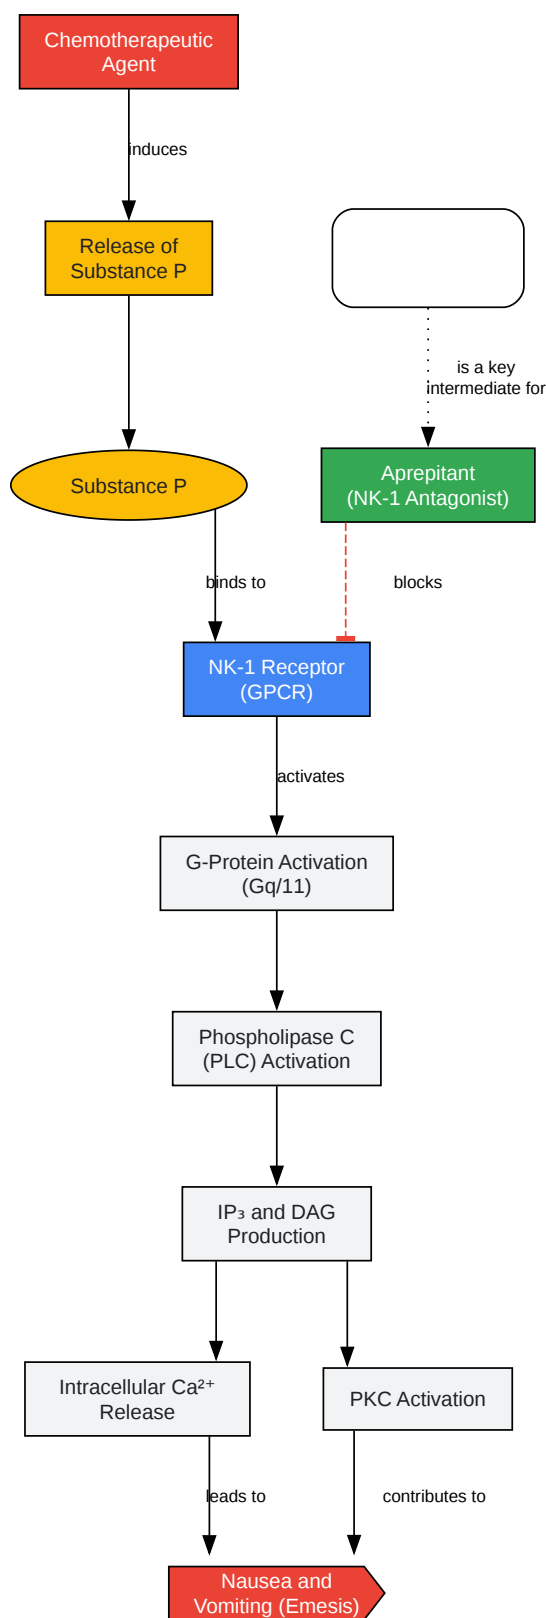 Chemotherapeutic
Agent
induces
Release of
Substance P
is a key
intermediate for
Substance P
Aprepitant
(NK-1 Antagonist)
binds to
blocks
NK-1 Receptor
(GPCR)
activates
G-Protein Activation
(Gq/11)
Phospholipase C
(PLC) Activation
IP₃ and DAG
Production
Intracellular Ca²⁺
Release
PKC Activation
leads to
contributes to
Nausea and
Vomiting (Emesis)